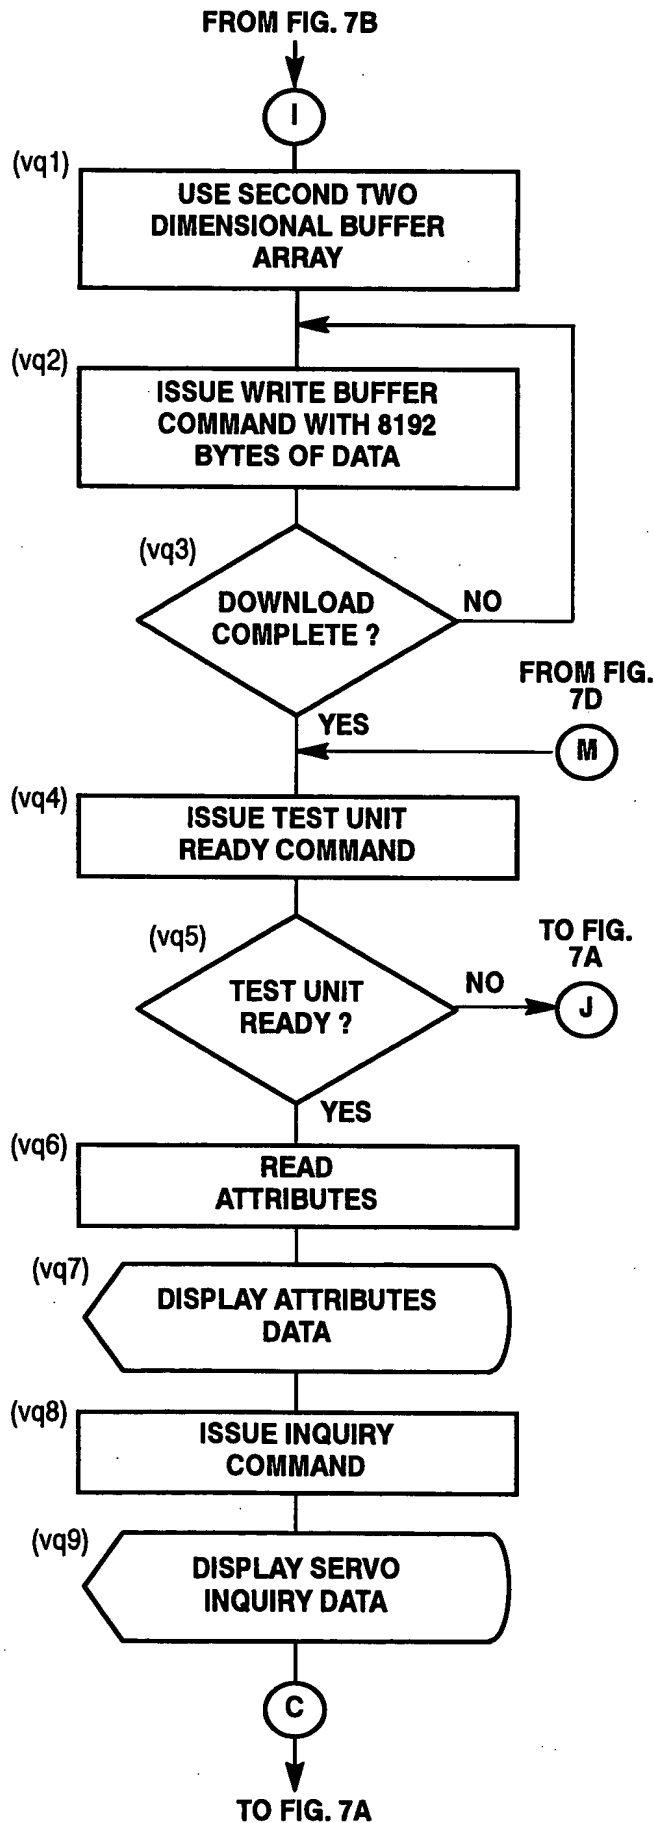 FROM FIG. 7B
I
(vq1)
USE SECOND TWO
DIMENSIONAL BUFFER
ARRAY
(vq2)
ISSUE WRITE BUFFER
COMMAND WITH 8192
BYTES OF DATA
(vq3)
DOWNLOAD
COMPLETE ?
NO
YES
FROM FIG.
7D
M
(vq4)
ISSUE TEST UNIT
READY COMMAND
(vq5)
TEST UNIT
READY ?
NO
TO FIG.
7A
J
YES
(vq6)
READ
ATTRIBUTES
(vq7)
DISPLAY ATTRIBUTES
DATA
(vq8)
ISSUE INQUIRY
COMMAND
(vq9)
DISPLAY SERVO
INQUIRY DATA
C
TO FIG. 7A